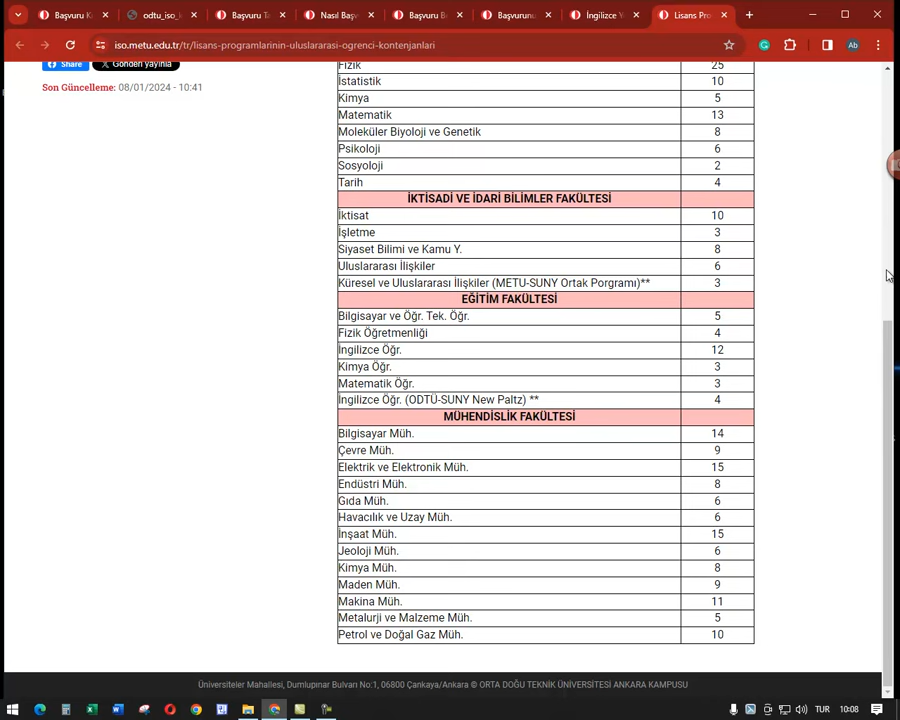 Başvuru K
odtu_iso_l
Başvuru T
Nasıl Başv
Başvuru B
Başvurunu
İngilizce Y
Lisans Pro
iso.metu.edu.tr/tr/lisans-programlarinin-uluslararasi-ogrenci-kontenjanlari
Ab
Share
Gönderi yayınla
Son Güncelleme: 08/01/2024 - 10:41
Fizik 25
İstatistik 10
Kimya 5
Matematik 13
Moleküler Biyoloji ve Genetik 8
Psikoloji 6
Sosyoloji 2
Tarih 4
İKTİSADİ VE İDARİ BİLİMLER FAKÜLTESİ
İktisat 10
İşletme 3
Siyaset Bilimi ve Kamu Y. 8
Uluslararası İlişkiler 6
Küresel ve Uluslararası İlişkiler (METU-SUNY Ortak Porgramı)** 3
EĞİTİM FAKÜLTESİ
Bilgisayar ve Öğr. Tek. Öğr. 5
Fizik Öğretmenliği 4
İngilizce Öğr. 12
Kimya Öğr. 3
Matematik Öğr. 3
İngilizce Öğr. (ODTÜ-SUNY New Paltz) ** 4
MÜHENDİSLİK FAKÜLTESİ
Bilgisayar Müh. 14
Çevre Müh. 9
Elektrik ve Elektronik Müh. 15
Endüstri Müh. 8
Gıda Müh. 6
Havacılık ve Uzay Müh. 6
İnşaat Müh. 15
Jeoloji Müh. 6
Kimya Müh. 8
Maden Müh. 9
Makina Müh. 11
Metalurji ve Malzeme Müh. 5
Petrol ve Doğal Gaz Müh. 10
Üniversiteler Mahallesi, Dumlupınar Bulvarı No:1, 06800 Çankaya/Ankara © ORTA DOĞU TEKNİK ÜNİVERSİTESİ ANKARA KAMPUSU
TUR 10:08